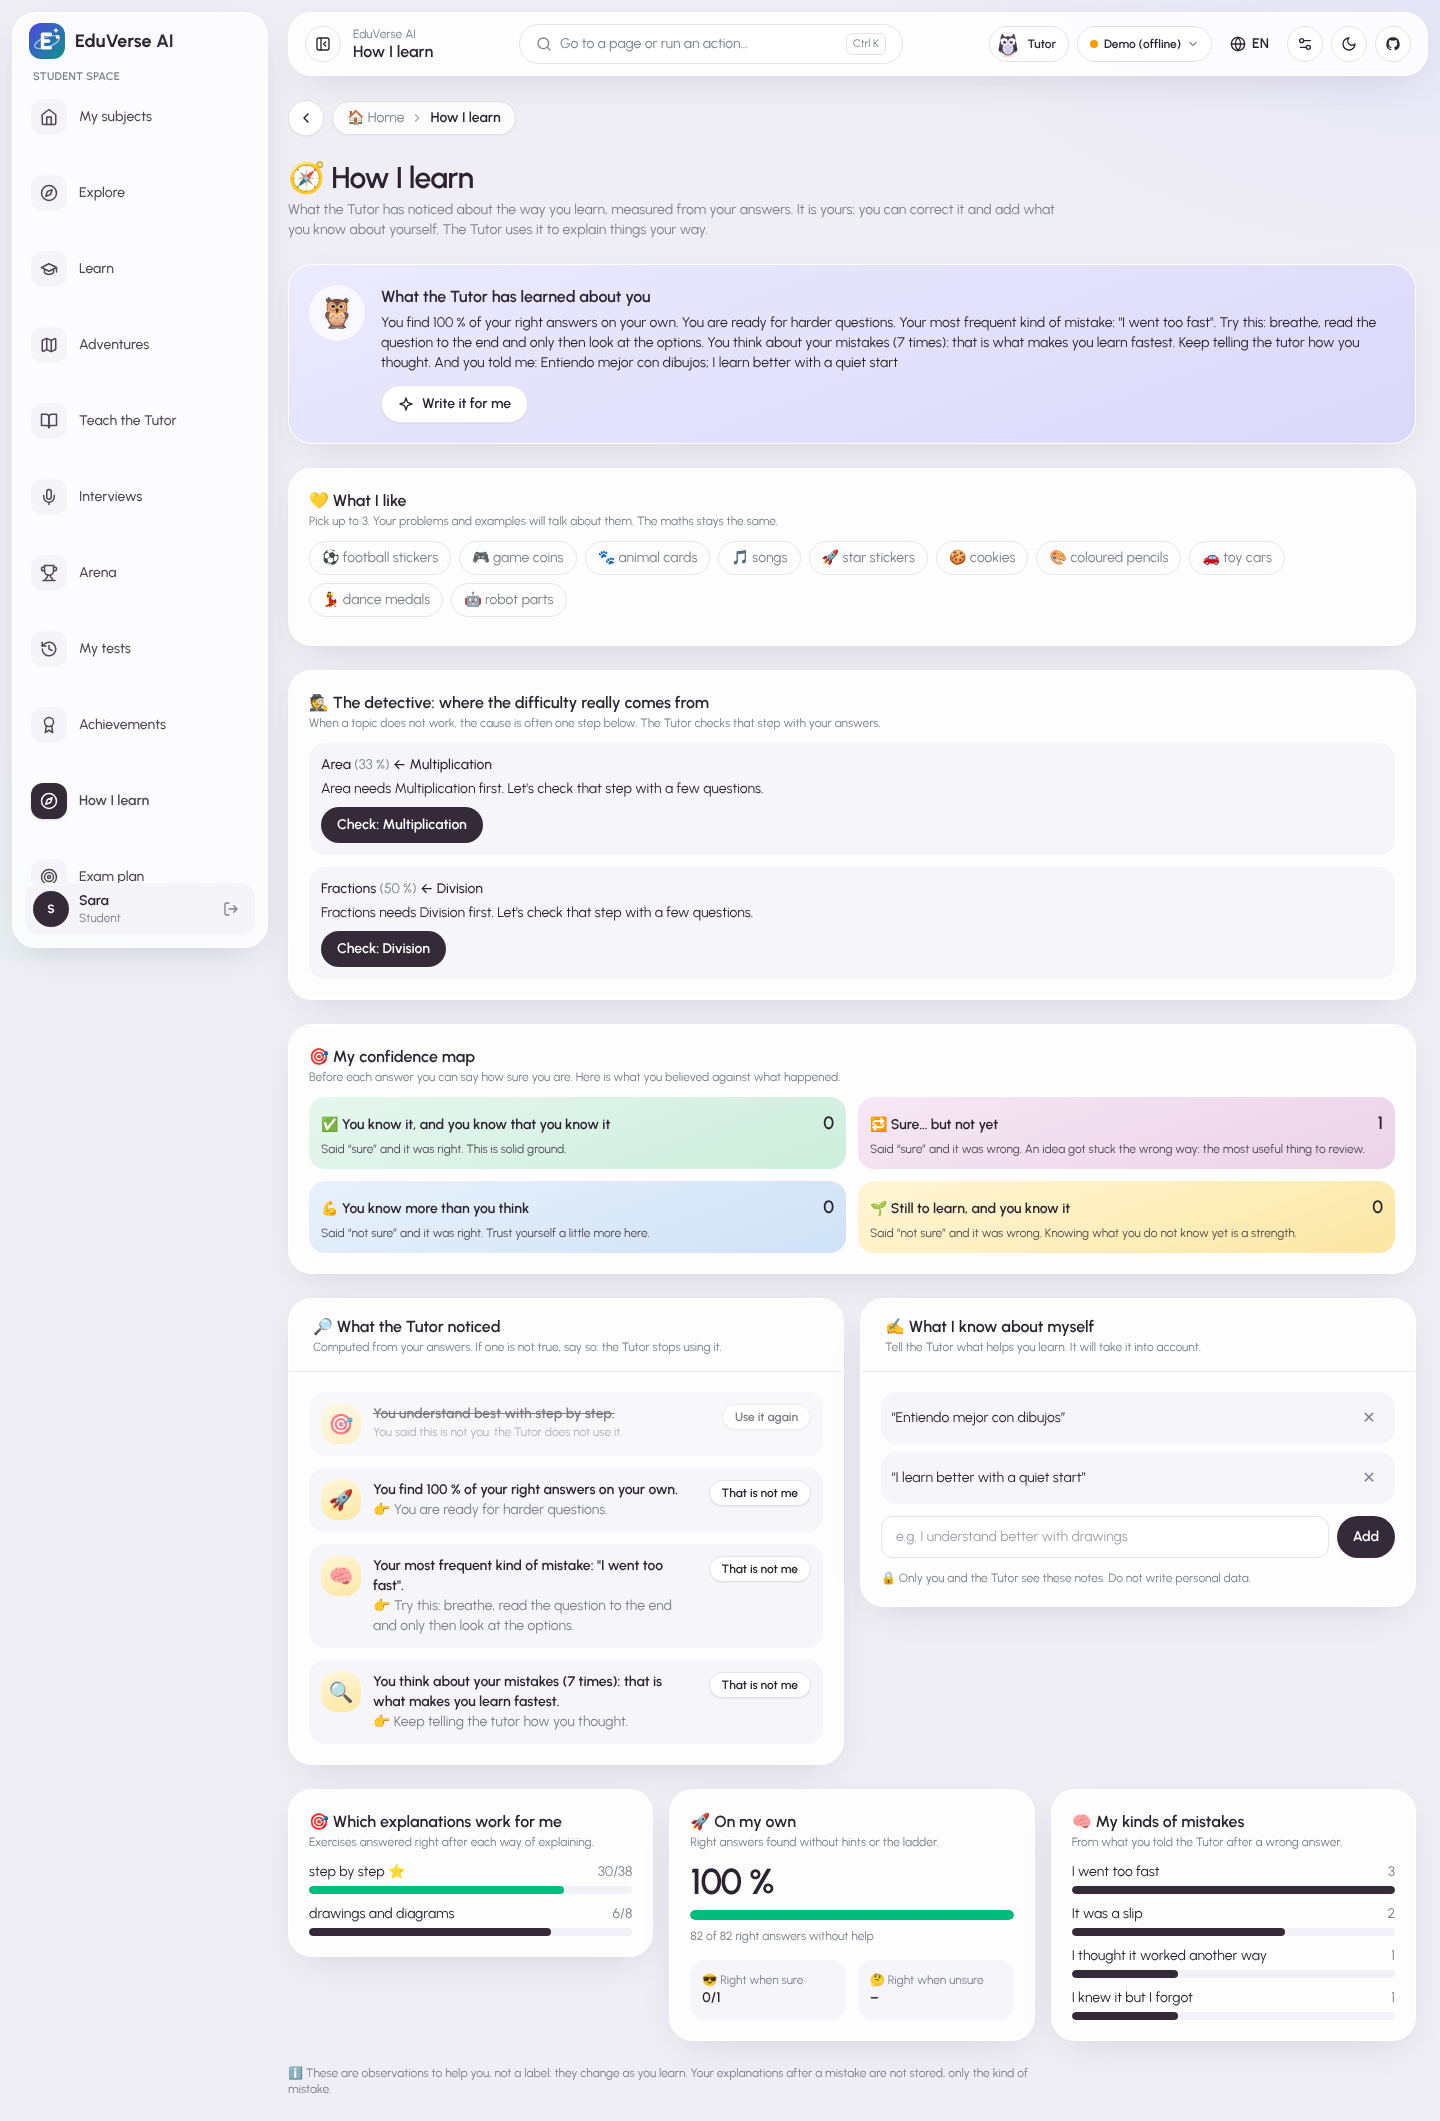 EduVerse AI
STUDENT SPACE
My subjects
Explore
Learn
Adventures
Teach the Tutor
Interviews
Arena
My tests
Achievements
How I learn
Exam plan
S
Sara
Student
EduVerse AI
How I learn
Go to a page or run an action...
Ctrl K
Tutor
Demo (offline)
EN
Home
How I learn
How I learn
What the Tutor has noticed about the way you learn, measured from your answers. It is yours: you can correct it and add what
you know about yourself. The Tutor uses it to explain things your way.
What the Tutor has learned about you
You find 100 % of your right answers on your own. You are ready for harder questions. Your most frequent kind of mistake: "I went too fast". Try this: breathe, read the
question to the end and only then look at the options. You think about your mistakes (7 times): that is what makes you learn fastest. Keep telling the tutor how you
thought. And you told me: Entiendo mejor con dibujos; I learn better with a quiet start
Write it for me
💛 What I like
Pick up to 3. Your problems and examples will talk about them. The maths stays the same.
⚽ football stickers
🎮 game coins
🐾 animal cards
🎵 songs
🚀 star stickers
🍪 cookies
🎨 coloured pencils
🚗 toy cars
💃 dance medals
🤖 robot parts
🕵️ The detective: where the difficulty really comes from
When a topic does not work, the cause is often one step below. The Tutor checks that step with your answers.
Area (33 %) ← Multiplication
Area needs Multiplication first. Let's check that step with a few questions.
Check: Multiplication
Fractions (50 %) ← Division
Fractions needs Division first. Let's check that step with a few questions.
Check: Division
🎯 My confidence map
Before each answer you can say how sure you are. Here is what you believed against what happened.
✅ You know it, and you know that you know it 0
Said “sure” and it was right. This is solid ground.
🔁 Sure... but not yet 1
Said “sure” and it was wrong. An idea got stuck the wrong way: the most useful thing to review.
💪 You know more than you think 0
Said “not sure” and it was right. Trust yourself a little more here.
🌱 Still to learn, and you know it 0
Said “not sure” and it was wrong. Knowing what you do not know yet is a strength.
🔎 What the Tutor noticed
Computed from your answers. If one is not true, say so: the Tutor stops using it.
You understand best with step by step.
You said this is not you: the Tutor does not use it.
Use it again
You find 100 % of your right answers on your own.
👉 You are ready for harder questions.
That is not me
Your most frequent kind of mistake: "I went too
fast".
👉 Try this: breathe, read the question to the end
and only then look at the options.
That is not me
You think about your mistakes (7 times): that is
what makes you learn fastest.
👉 Keep telling the tutor how you thought.
That is not me
✍️ What I know about myself
Tell the Tutor what helps you learn. It will take it into account.
“Entiendo mejor con dibujos”
“I learn better with a quiet start”
e.g. I understand better with drawings
Add
🔒 Only you and the Tutor see these notes. Do not write personal data.
🎯 Which explanations work for me
Exercises answered right after each way of explaining.
step by step ⭐ 30/38
drawings and diagrams 6/8
🚀 On my own
Right answers found without hints or the ladder.
100 %
82 of 82 right answers without help
😎 Right when sure
0/1
🤔 Right when unsure
–
🧠 My kinds of mistakes
From what you told the Tutor after a wrong answer.
I went too fast 3
It was a slip 2
I thought it worked another way 1
I knew it but I forgot 1
ℹ️ These are observations to help you, not a label: they change as you learn. Your explanations after a mistake are not stored, only the kind of
mistake.